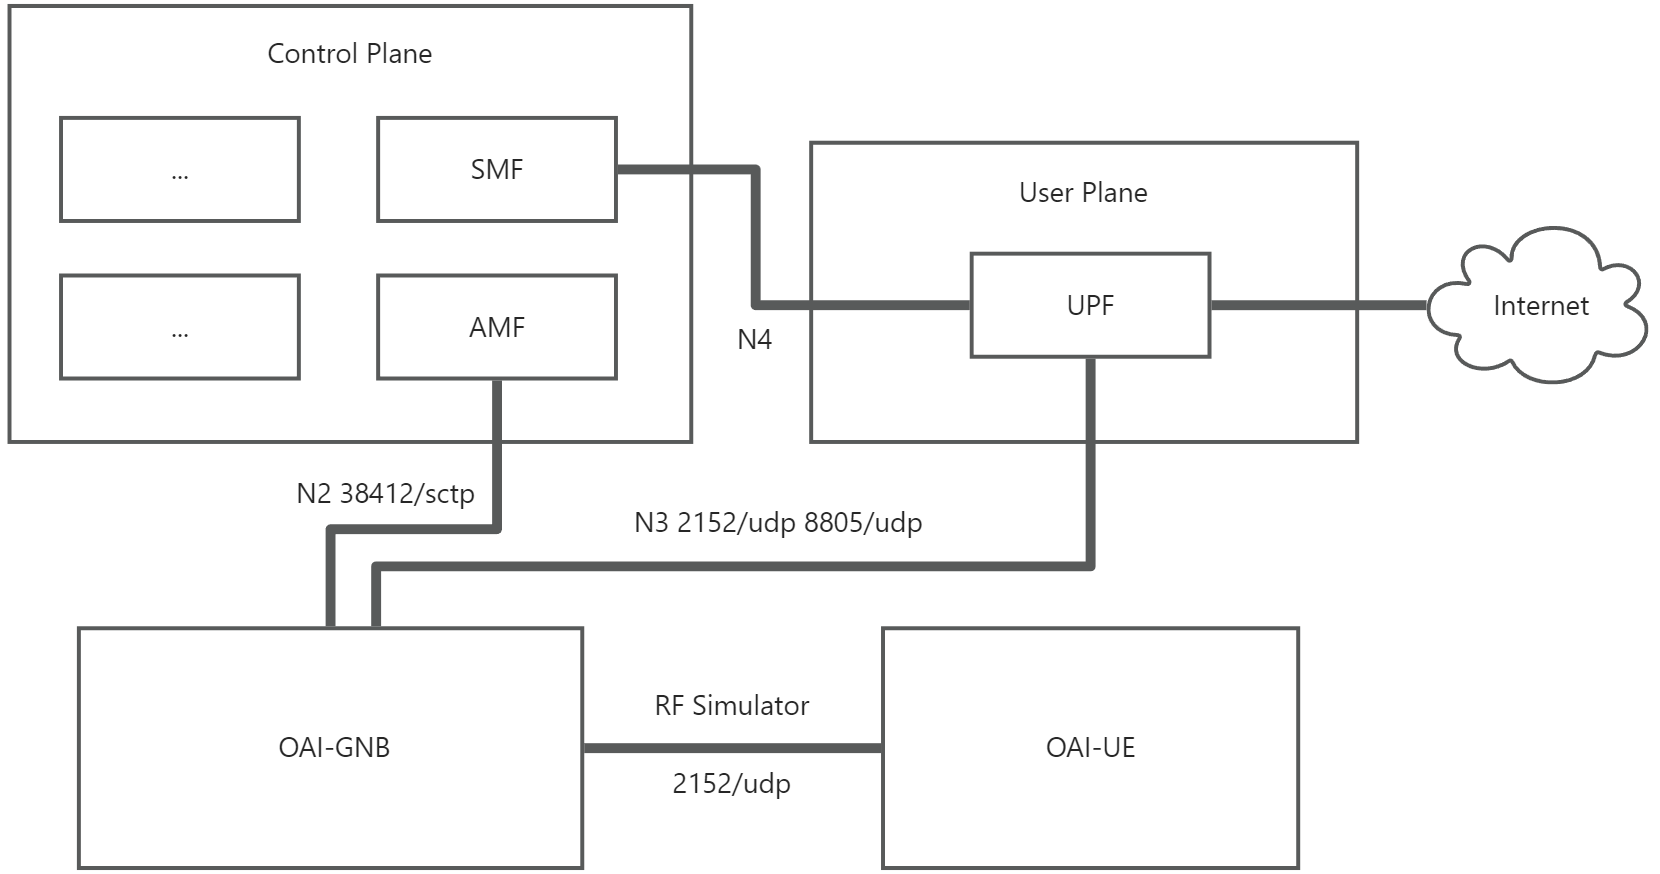 Control Plane
...
SMF
...
AMF
User Plane
UPF
Internet
N4
N2 38412/sctp
N3 2152/udp 8805/udp
OAI-GNB
RF Simulator
2152/udp
OAI-UE